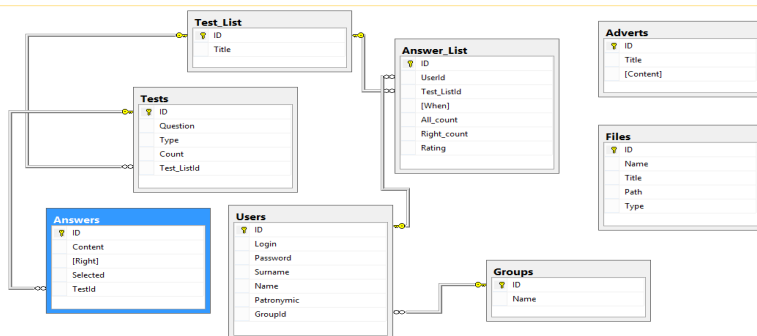 Test_List
ID
Title
Answer_List
ID
UserId
Test_ListId
[When]
All_count
Right_count
Rating
Adverts
ID
Title
[Content]
Tests
ID
Question
Type
Count
Test_ListId
Files
ID
Name
Title
Path
Type
Answers
ID
Content
[Right]
Selected
TestId
Users
ID
Login
Password
Surname
Name
Patronymic
GroupId
Groups
ID
Name